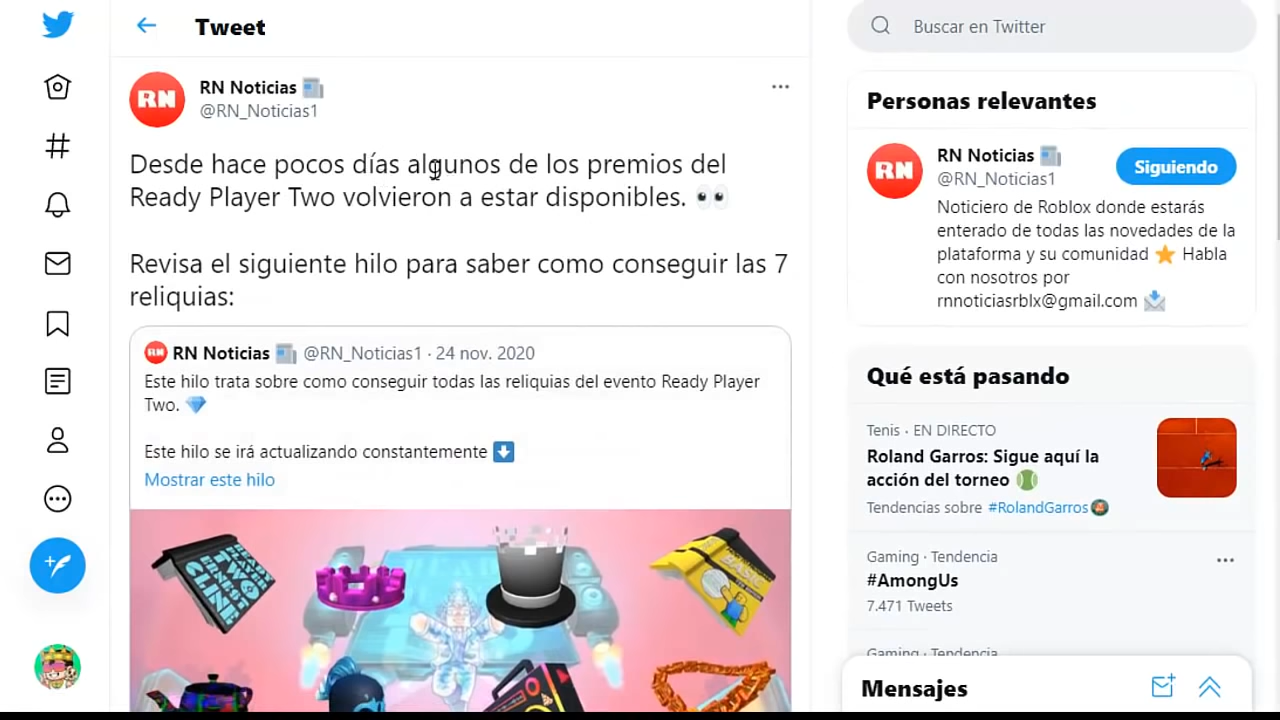 Tweet
RN Noticias
@RN_Noticias1
RN
Desde hace pocos días algunos de los premios del
Ready Player Two volvieron a estar disponibles. 👀
Revisa el siguiente hilo para saber como conseguir las 7
reliquias:
RN Noticias @RN_Noticias1 · 24 nov. 2020
Este hilo trata sobre como conseguir todas las reliquias del evento Ready Player
Two. 💎
Este hilo se irá actualizando constantemente ⬇️
Mostrar este hilo
Buscar en Twitter
Personas relevantes
RN
RN Noticias
@RN_Noticias1
Siguiendo
Noticiero de Roblox donde estarás
enterado de todas las novedades de la
plataforma y su comunidad ⭐ Habla
con nosotros por
rnnoticiasrblx@gmail.com 📩
Qué está pasando
Tenis · EN DIRECTO
Roland Garros: Sigue aquí la
acción del torneo 🎾
Tendencias sobre #RolandGarros
Gaming · Tendencia
#AmongUs
7.471 Tweets
Gaming · Tendencia
Mensajes